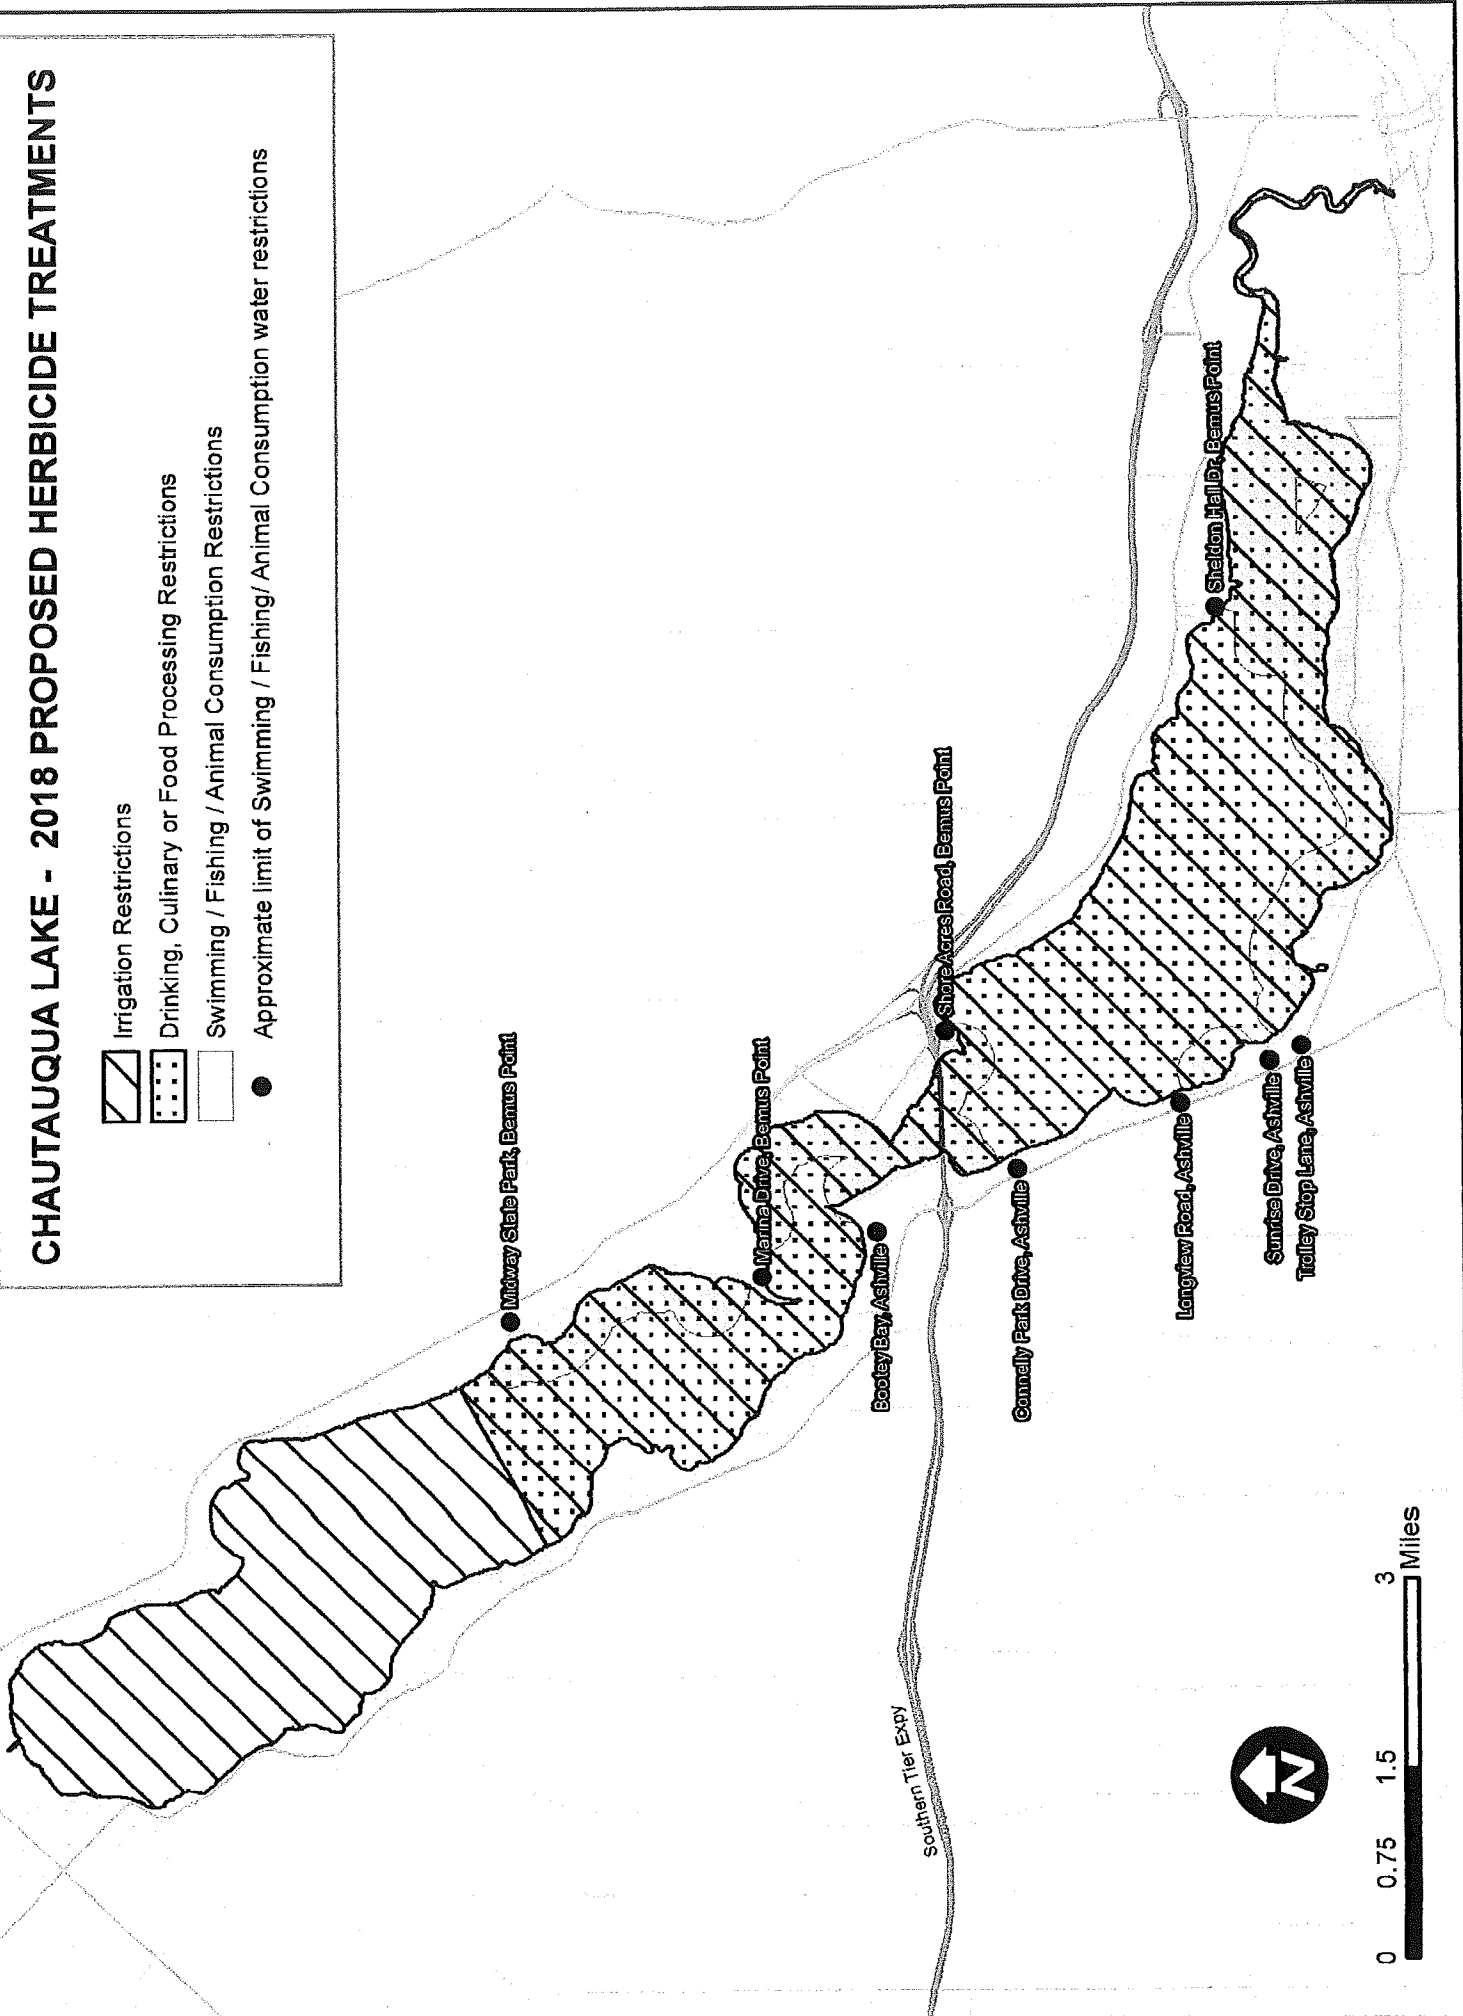 CHAUTAUQUA LAKE - 2018 PROPOSED HERBICIDE TREATMENTS
Irrigation Restrictions
Drinking, Culinary or Food Processing Restrictions
Swimming / Fishing / Animal Consumption Restrictions
Approximate limit of Swimming / Fishing/ Animal Consumption water restrictions
Midway State Park, Bemus Point
Marina Drive, Bemus Point
Bootey Bay, Ashville
Shore Acres Road, Bemus Point
Connelly Park Drive, Ashville
Longview Road, Ashville
Sheldon Hall Dr, Bemus Point
Sunrise Drive, Ashville
Trolley Stop Lane, Ashville
Southern Tier Expy
N
0 0.75 1.5 3
Miles